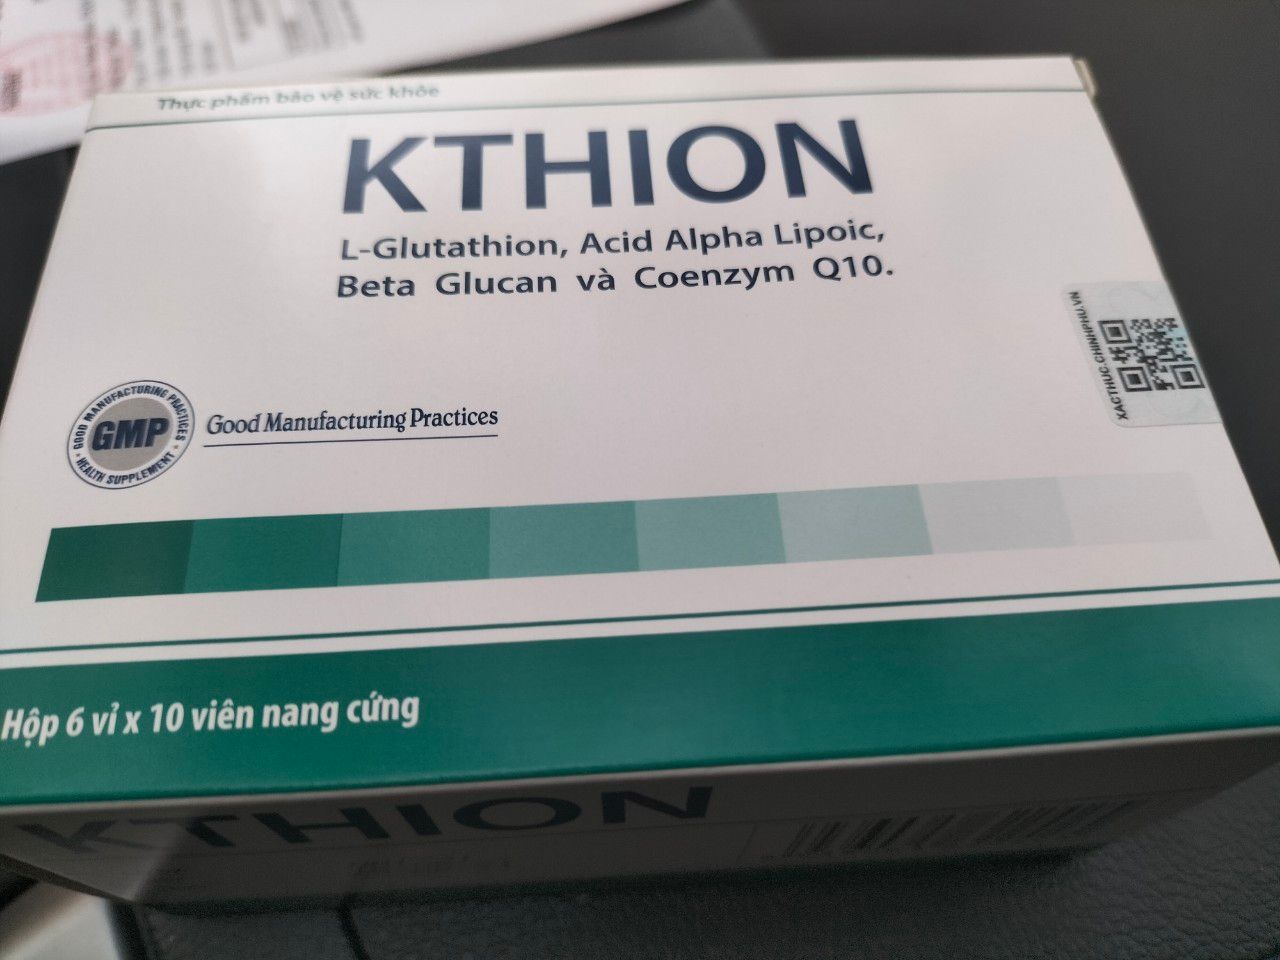 Thực phẩm bảo vệ sức khỏe
KTHION
L-Glutathion, Acid Alpha Lipoic,
Beta Glucan và Coenzym Q10.
XACTHUC.CHINHPHU.VN
GOOD MANUFACTURING PRACTICES
GMP
HEALTH SUPPLEMENT
Good Manufacturing Practices
Hộp 6 vỉ x 10 viên nang cứng
KTHION